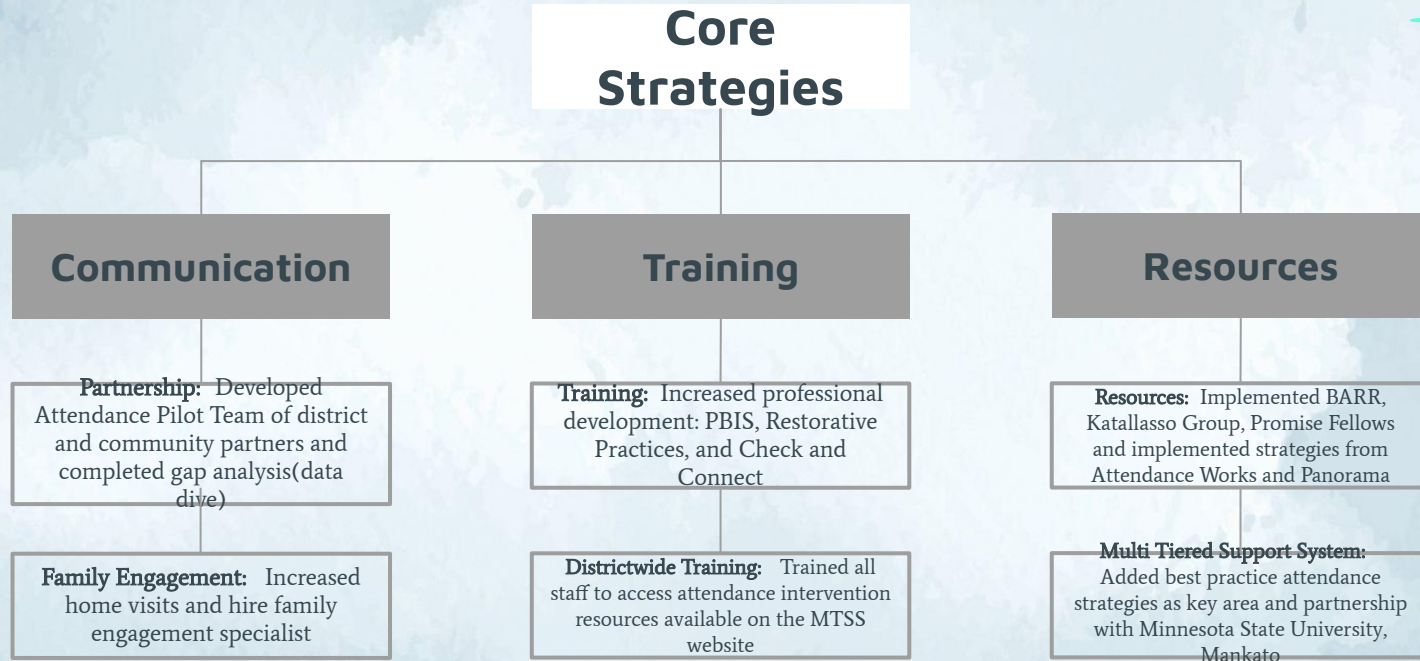 Core
Strategies
Communication
Training
Resources
Partnership: Developed
Attendance Pilot Team of district
and community partners and
completed gap analysis(data
dive)
Training: Increased professional
development: PBIS, Restorative
Practices, and Check and
Connect
Resources: Implemented BARR,
Katallasso Group, Promise Fellows
and implemented strategies from
Attendance Works and Panorama
Family Engagement: Increased
home visits and hire family
engagement specialist
Districtwide Training: Trained all
staff to access attendance intervention
resources available on the MTSS
website
Multi Tiered Support System:
Added best practice attendance
strategies as key area and partnership
with Minnesota State University,
Mankato